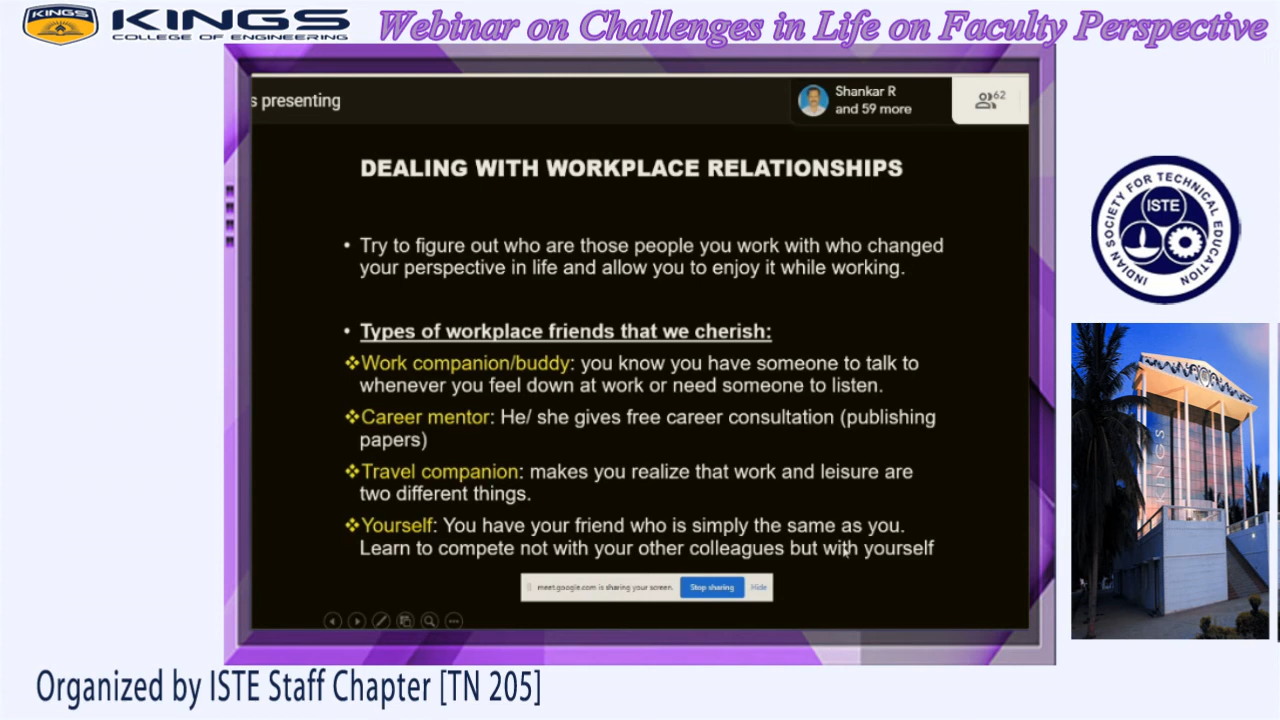 KINGS
COLLEGE OF ENGINEERING
Webinar on Challenges in Life on Faculty Perspective
s presenting
Shankar R
and 59 more
62
DEALING WITH WORKPLACE RELATIONSHIPS
• Try to figure out who are those people you work with who changed
your perspective in life and allow you to enjoy it while working.
• Types of workplace friends that we cherish:
❖Work companion/buddy: you know you have someone to talk to
whenever you feel down at work or need someone to listen.
❖Career mentor: He/ she gives free career consultation (publishing
papers)
❖Travel companion: makes you realize that work and leisure are
two different things.
❖Yourself: You have your friend who is simply the same as you.
Learn to compete not with your other colleagues but with yourself
meet.google.com is sharing your screen. Stop sharing Hide
INDIAN SOCIETY FOR TECHNICAL EDUCATION
ISTE
KINGS
Organized by ISTE Staff Chapter [TN 205]